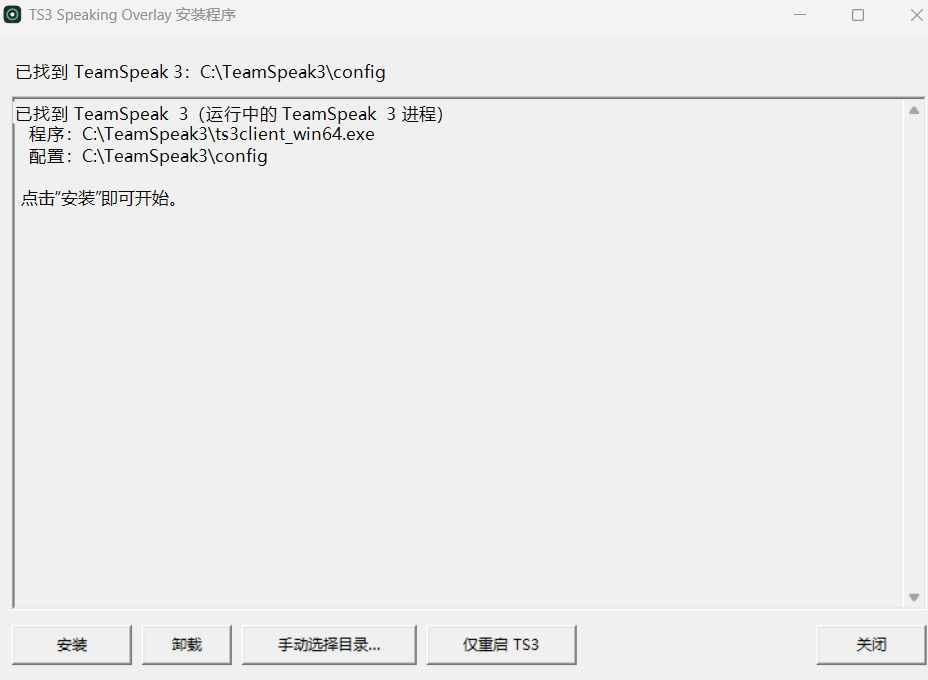 TS3 Speaking Overlay 安装程序
已找到 TeamSpeak 3：C:\TeamSpeak3\config
已找到 TeamSpeak 3（运行中的 TeamSpeak 3 进程）
程序：C:\TeamSpeak3\ts3client_win64.exe
配置：C:\TeamSpeak3\config
点击“安装”即可开始。
安装
卸载
手动选择目录...
仅重启 TS3
关闭